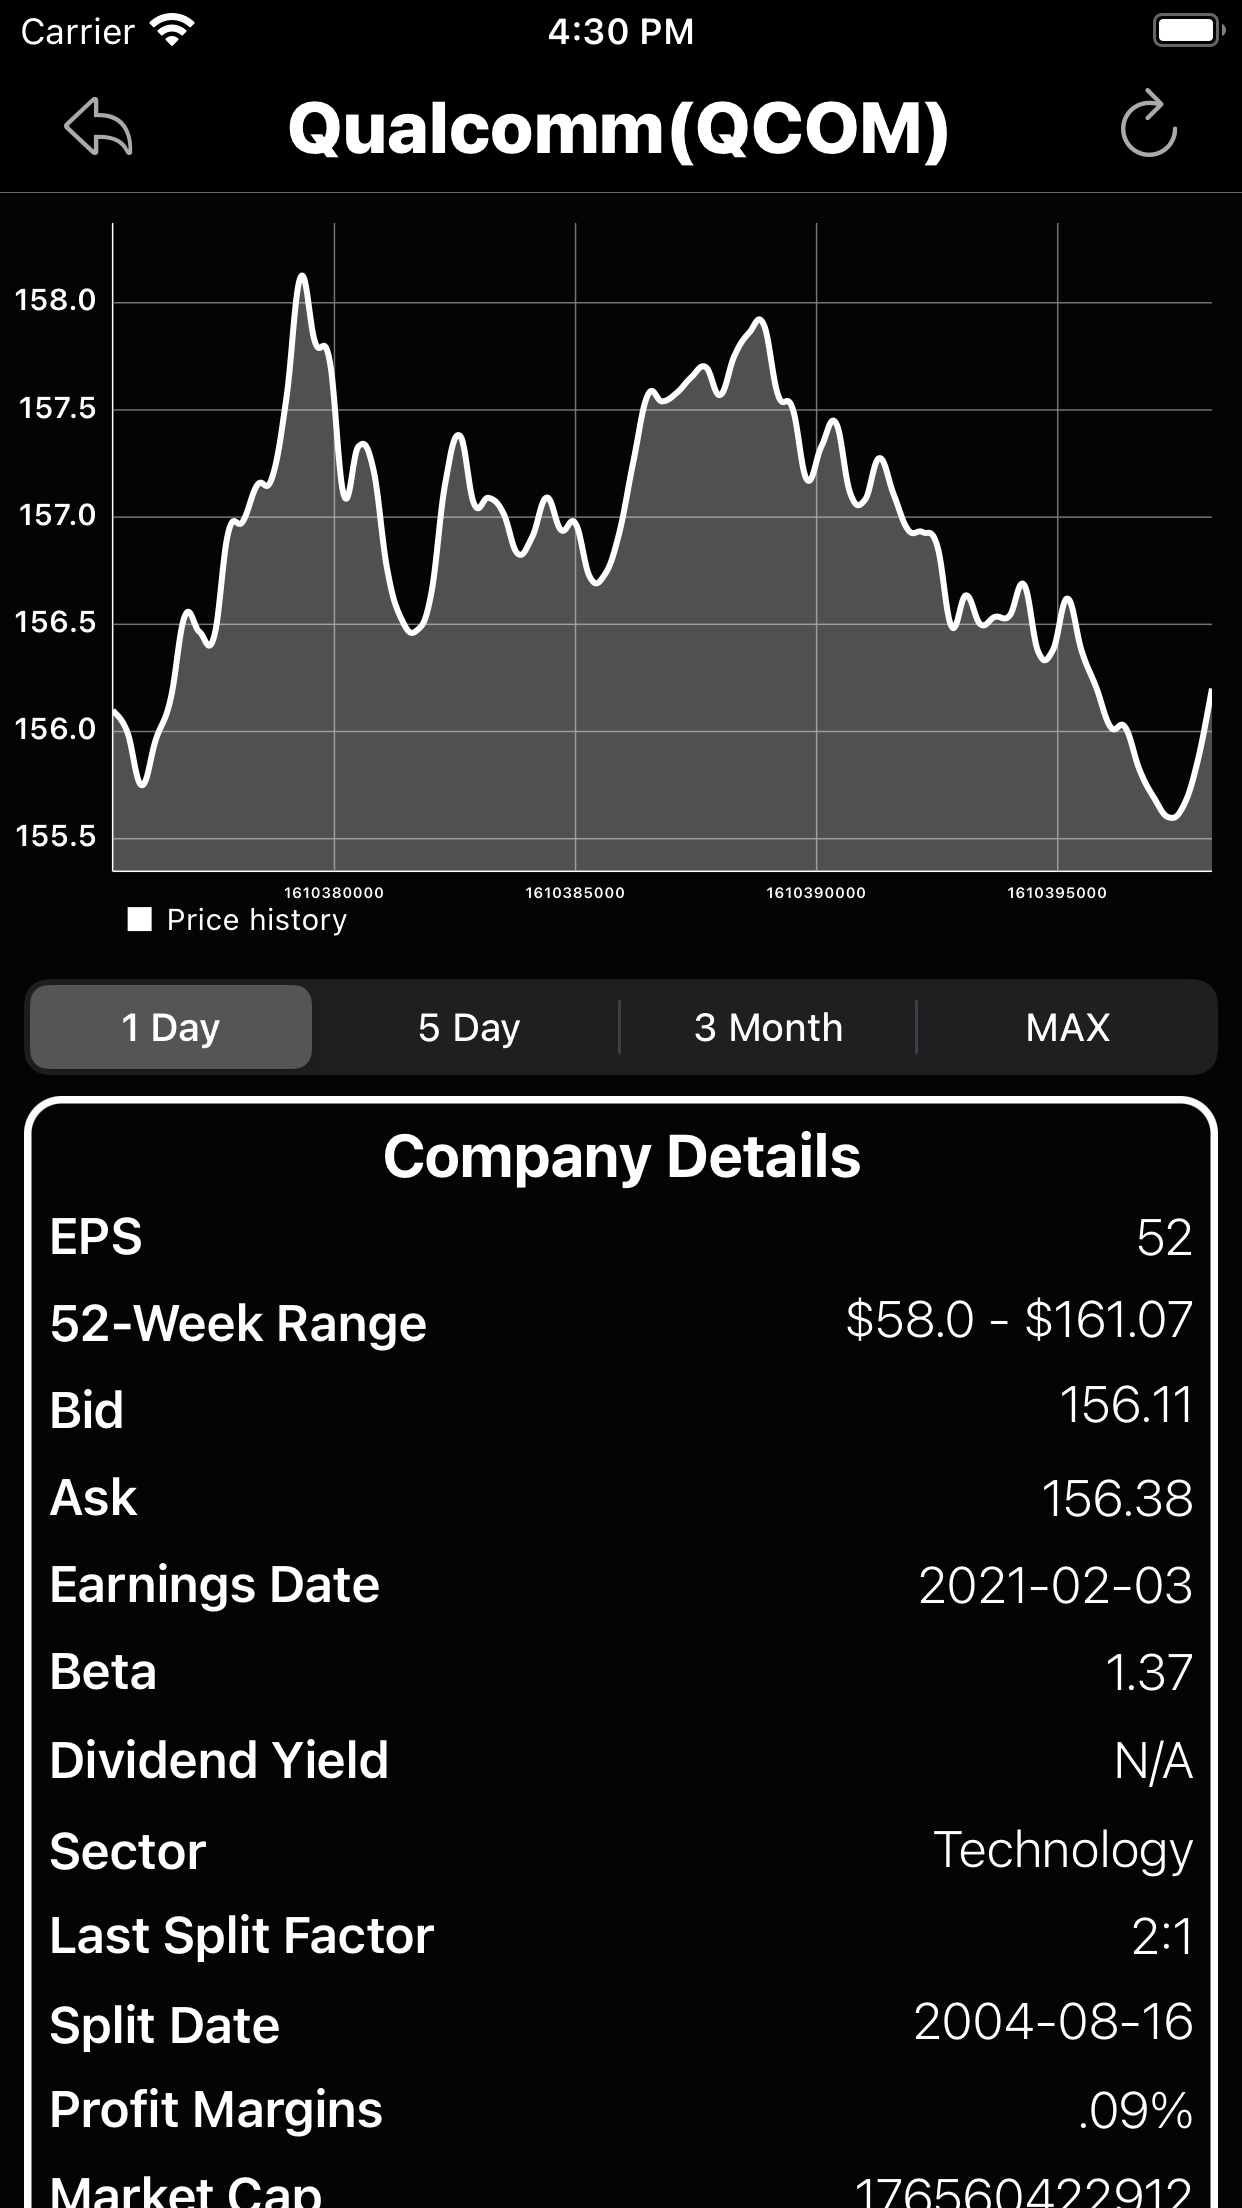 Carrier 4:30 PM
Qualcomm(QCOM)
158.0
157.5
157.0
156.5
156.0
155.5
1610380000 1610385000 1610390000 1610395000
Price history
1 Day 5 Day 3 Month MAX
Company Details
EPS 52
52-Week Range $58.0 - $161.07
Bid 156.11
Ask 156.38
Earnings Date 2021-02-03
Beta 1.37
Dividend Yield N/A
Sector Technology
Last Split Factor 2:1
Split Date 2004-08-16
Profit Margins .09%
Market Cap 176560422912